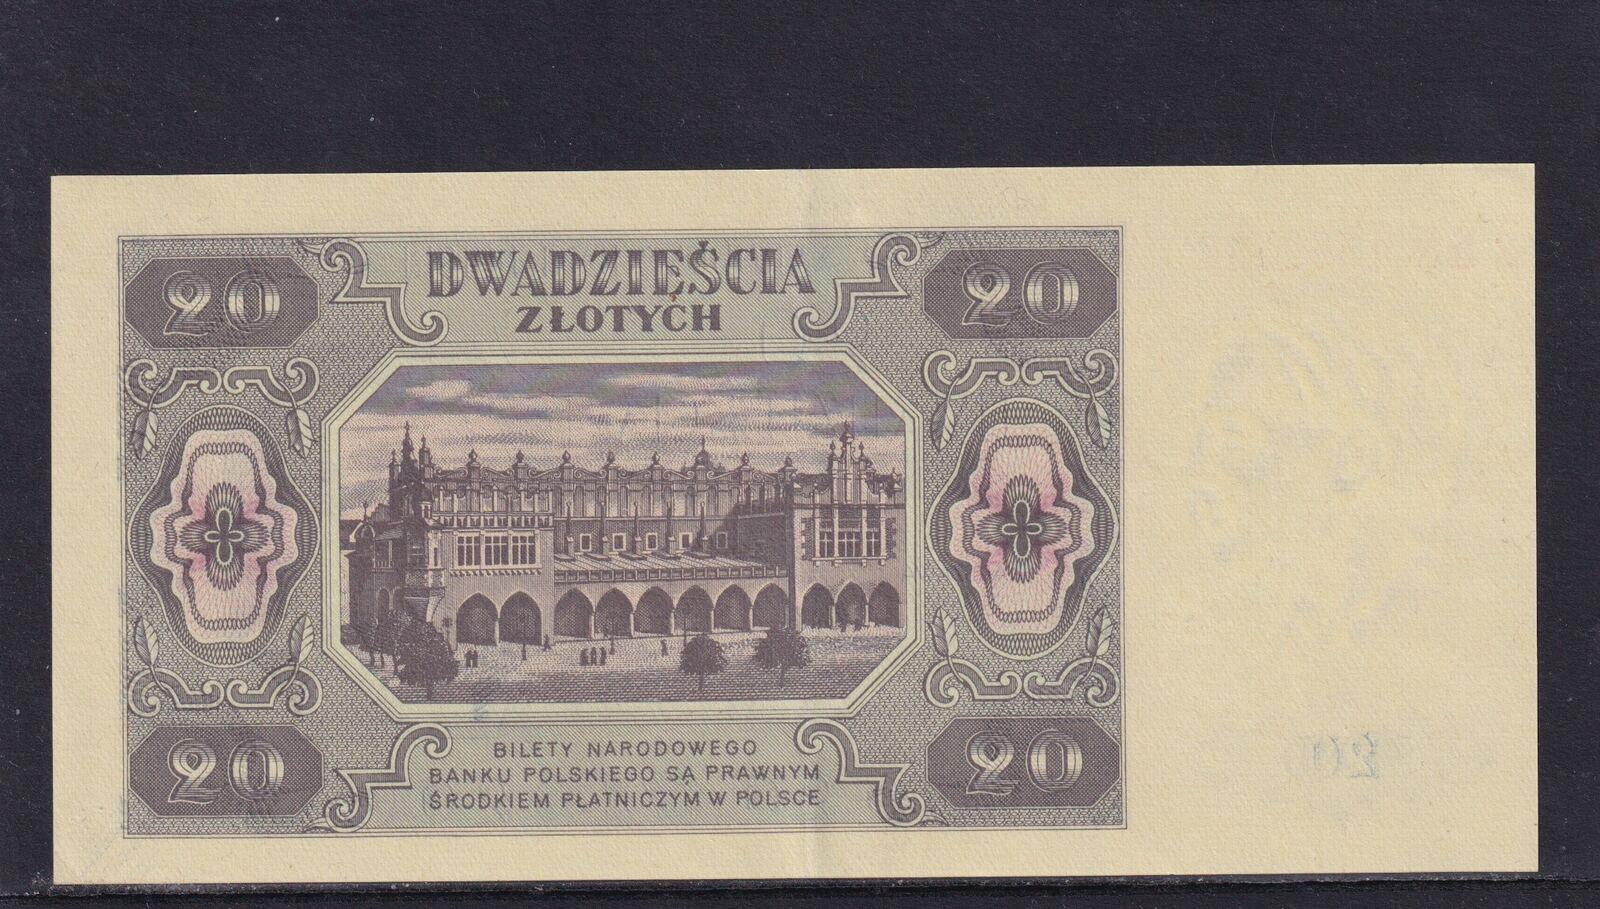 20 DWADZIEŚCIA 20
ZŁOTYCH
BILETY NARODOWEGO
BANKU POLSKIEGO SĄ PRAWNYM
ŚRODKIEM PŁATNICZYM W POLSCE
20 20